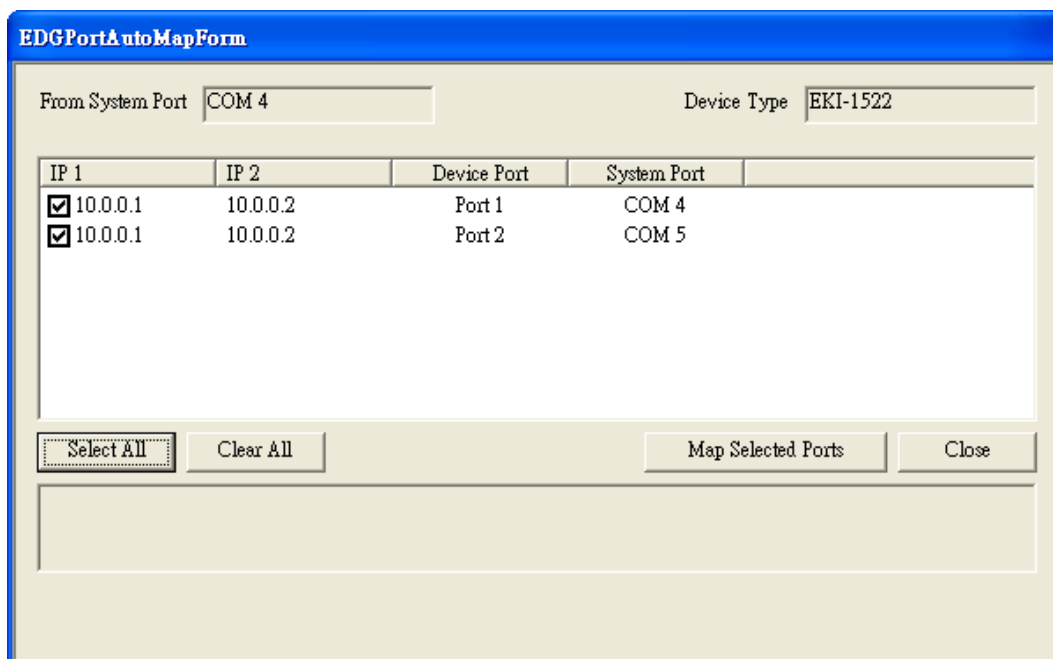 EDGPortAutoMapForm
From System Port COM 4 Device Type EKI-1522
IP 1 IP 2 Device Port System Port
10.0.0.1 10.0.0.2 Port 1 COM 4
10.0.0.1 10.0.0.2 Port 2 COM 5
Select All Clear All Map Selected Ports Close